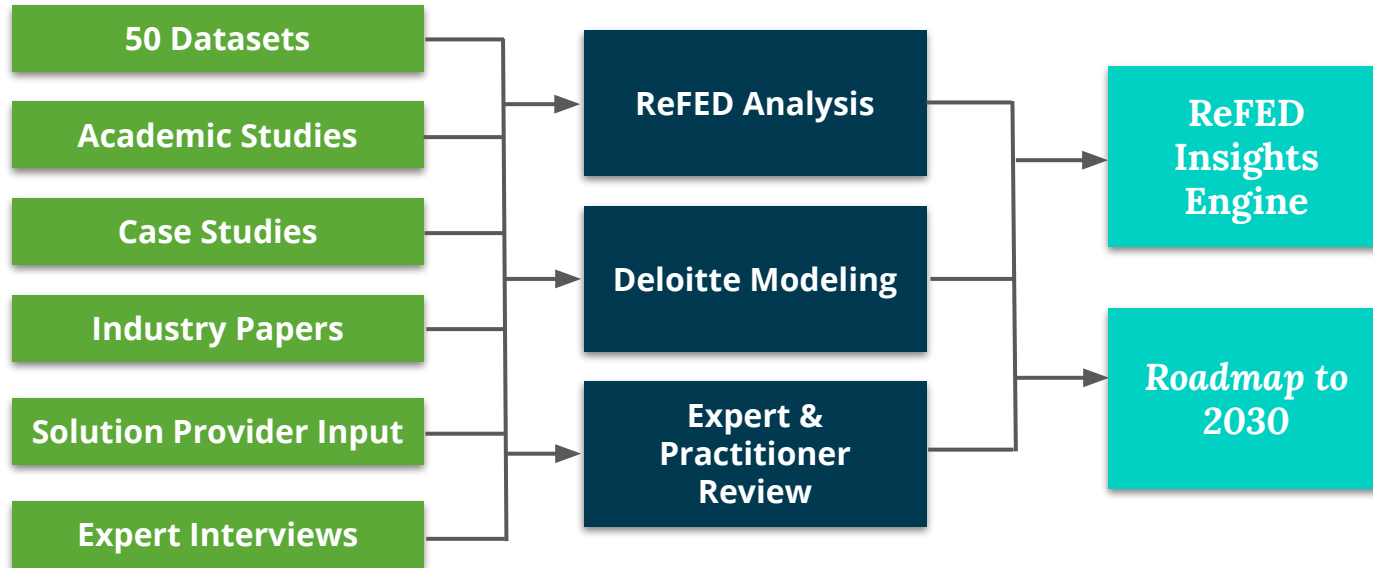 50 Datasets
Academic Studies
Case Studies
Industry Papers
Solution Provider Input
Expert Interviews
ReFED Analysis
Deloitte Modeling
Expert &
Practitioner
Review
ReFED
Insights
Engine
Roadmap to
2030